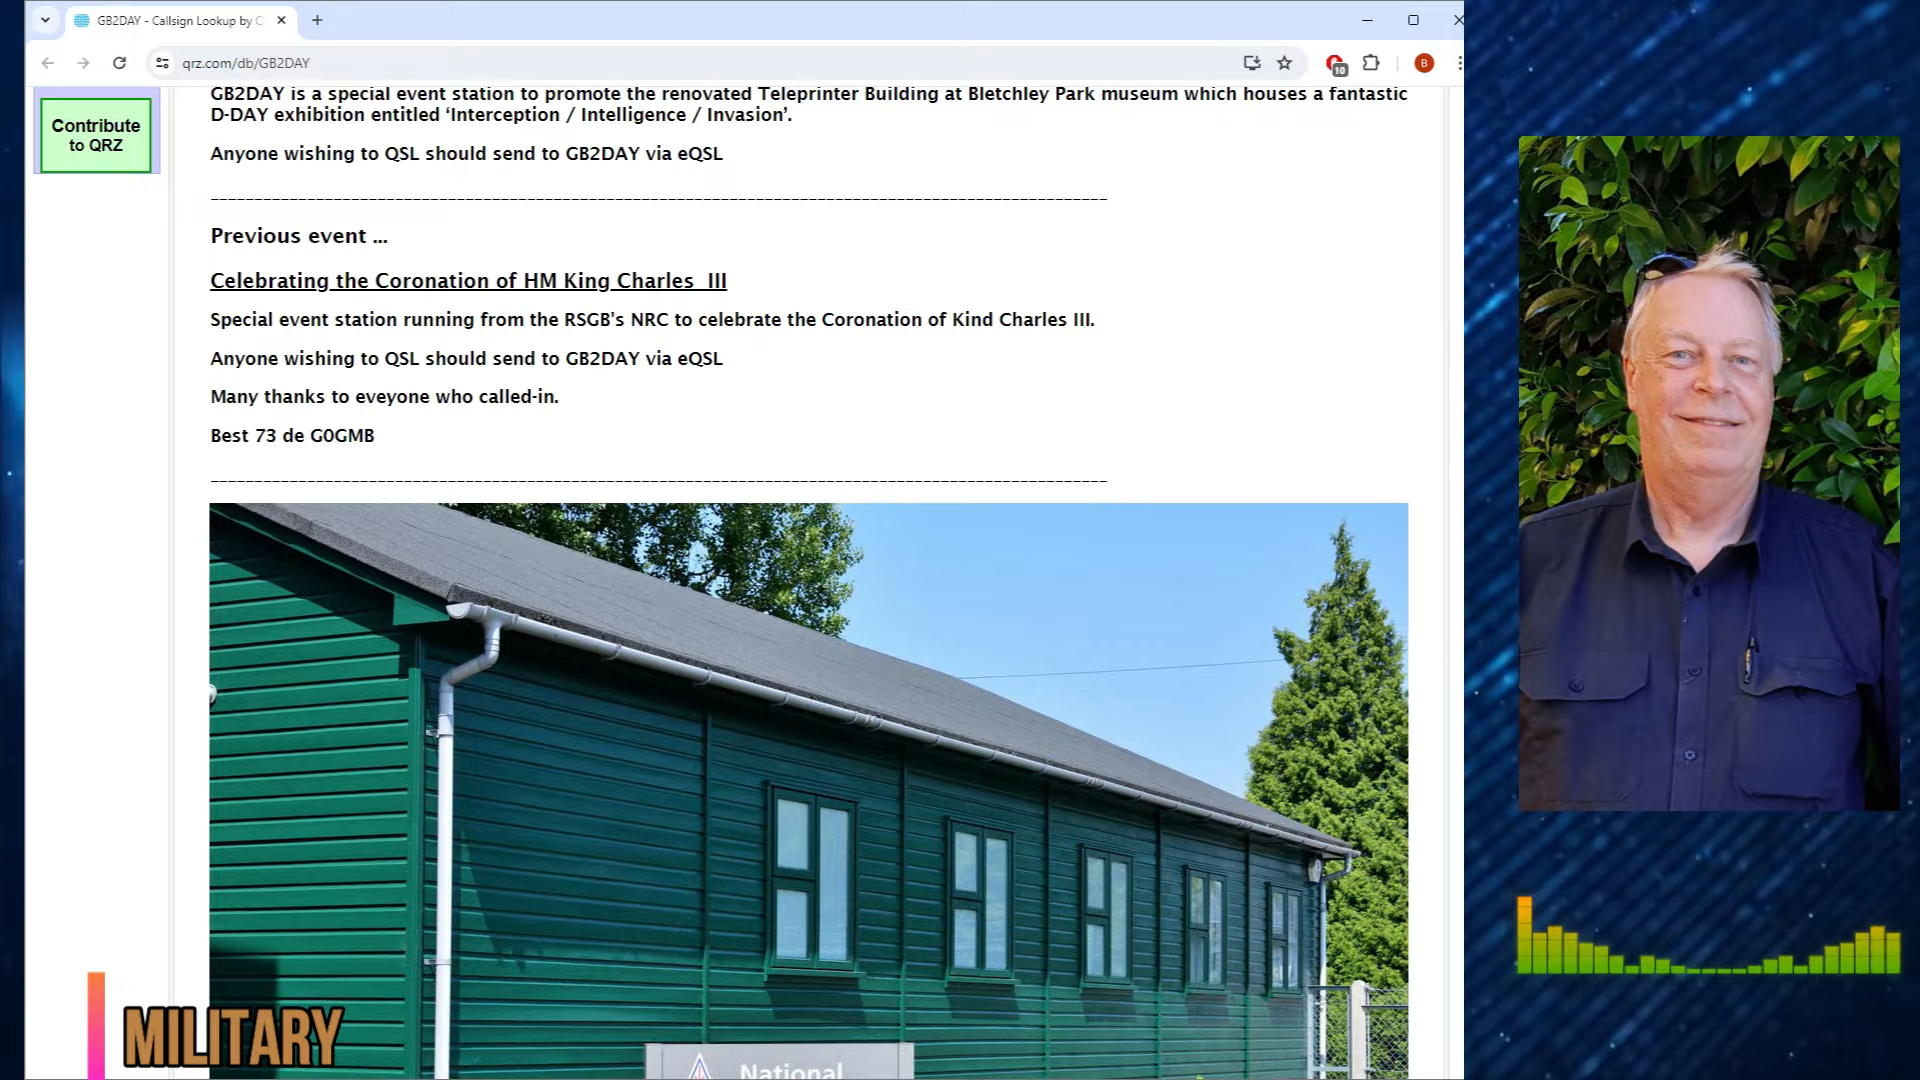 GB2DAY - Callsign Lookup by
qrz.com/db/GB2DAY
10
B
Contribute
to QRZ
GB2DAY is a special event station to promote the renovated Teleprinter Building at Bletchley Park museum which houses a fantastic
D-DAY exhibition entitled ‘Interception / Intelligence / Invasion’.
Anyone wishing to QSL should send to GB2DAY via eQSL
Previous event ...
Celebrating the Coronation of HM King Charles III
Special event station running from the RSGB's NRC to celebrate the Coronation of Kind Charles III.
Anyone wishing to QSL should send to GB2DAY via eQSL
Many thanks to eveyone who called-in.
Best 73 de G0GMB
National
MILITARY